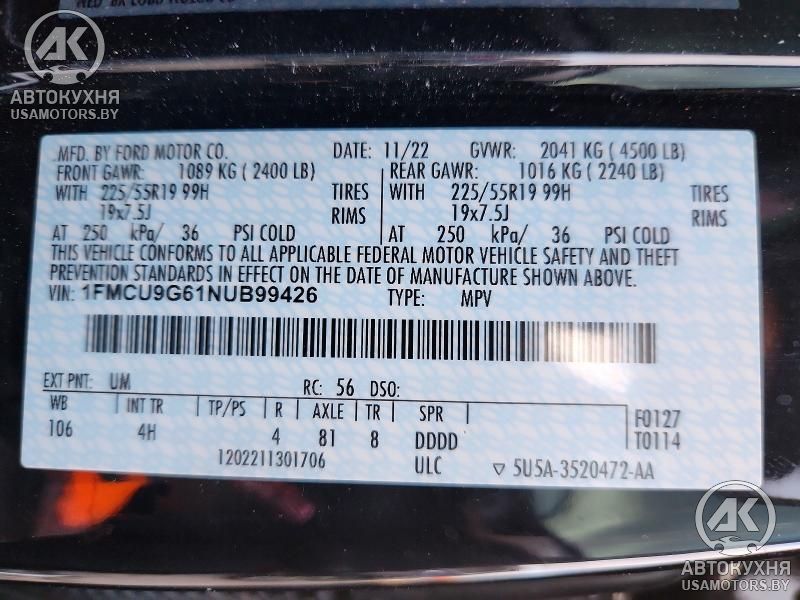 АВТОКУХНЯ
USAMOTORS.BY
MFD. BY FORD MOTOR CO. DATE: 11/22 GVWR: 2041 KG ( 4500 LB)
FRONT GAWR: 1089 KG ( 2400 LB) REAR GAWR: 1016 KG ( 2240 LB)
WITH 225/55R19 99H TIRES WITH 225/55R19 99H TIRES
19x7.5J RIMS 19x7.5J RIMS
AT 250 kPa/ 36 PSI COLD AT 250 kPa/ 36 PSI COLD
THIS VEHICLE CONFORMS TO ALL APPLICABLE FEDERAL MOTOR VEHICLE SAFETY AND THEFT
PREVENTION STANDARDS IN EFFECT ON THE DATE OF MANUFACTURE SHOWN ABOVE.
VIN: 1FMCU9G61NUB99426 TYPE: MPV
EXT PNT: UM RC: 56 DSO:
WB INT TR TP/PS R AXLE TR SPR F0127
106 4H 4 81 8 DDDD T0114
1202211301706 ULC ▽ 5U5A-3520472-AA
АК
АВТОКУХНЯ
USAMOTORS.BY